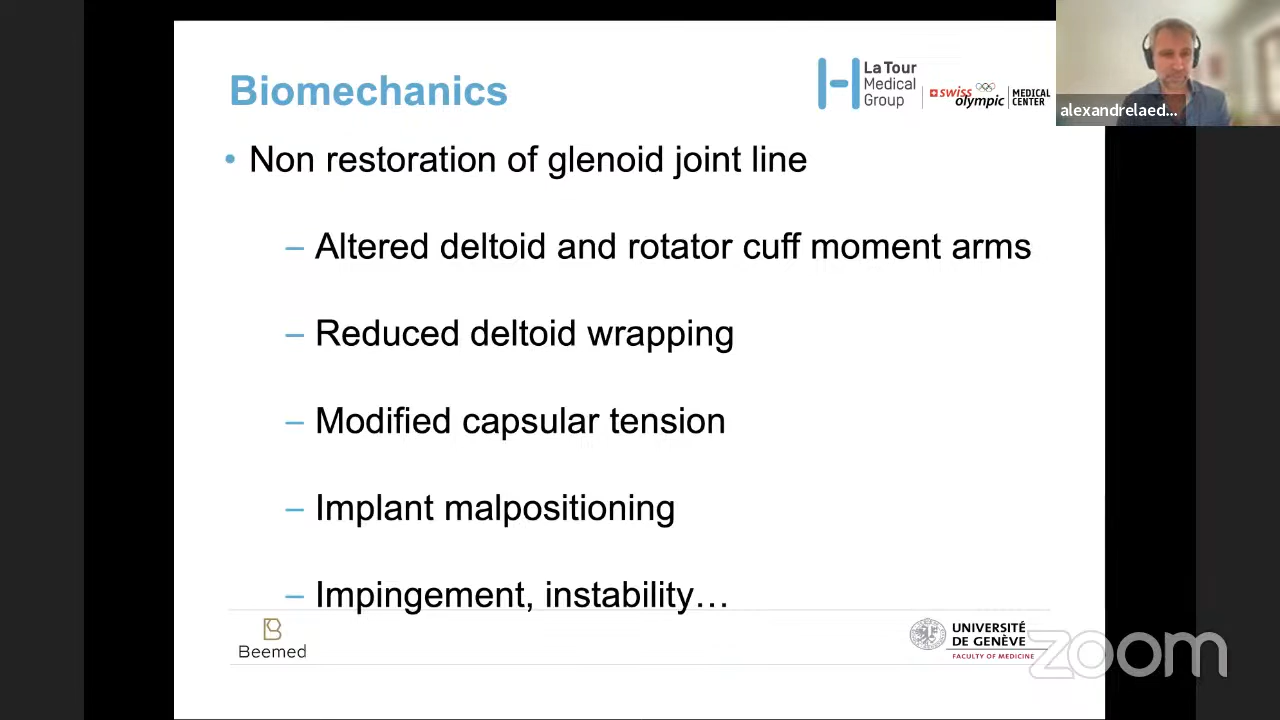 Biomechanics
La Tour
Medical
Group
swiss
olympic
MEDICAL
CENTER
alexandrelaed...
• Non restoration of glenoid joint line
– Altered deltoid and rotator cuff moment arms
– Reduced deltoid wrapping
– Modified capsular tension
– Implant malpositioning
– Impingement, instability…
Beemed
UNIVERSITÉ
DE GENÈVE
FACULTY OF MEDICINE
zoom